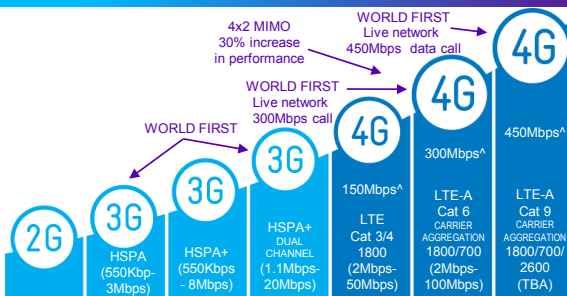 4x2 MIMO
30% increase
in performance
WORLD FIRST
Live network
450Mbps data call
WORLD FIRST
Live network
300Mbps call
WORLD FIRST
2G
3G
HSPA
(550Kbp-
3Mbps)
3G
HSPA+
(550Kbps
- 8Mbps)
3G
HSPA+
DUAL
CHANNEL
(1.1Mbps-
20Mbps)
4G
150Mbps^
LTE
Cat 3/4
1800
(2Mbps-
50Mbps)
4G
300Mbps^
LTE-A
Cat 6
CARRIER
AGGREGATION
1800/700
(2Mbps-
100Mbps)
4G
450Mbps^
LTE-A
Cat 9
CARRIER
AGGREGATION
1800/700/
2600
(TBA)